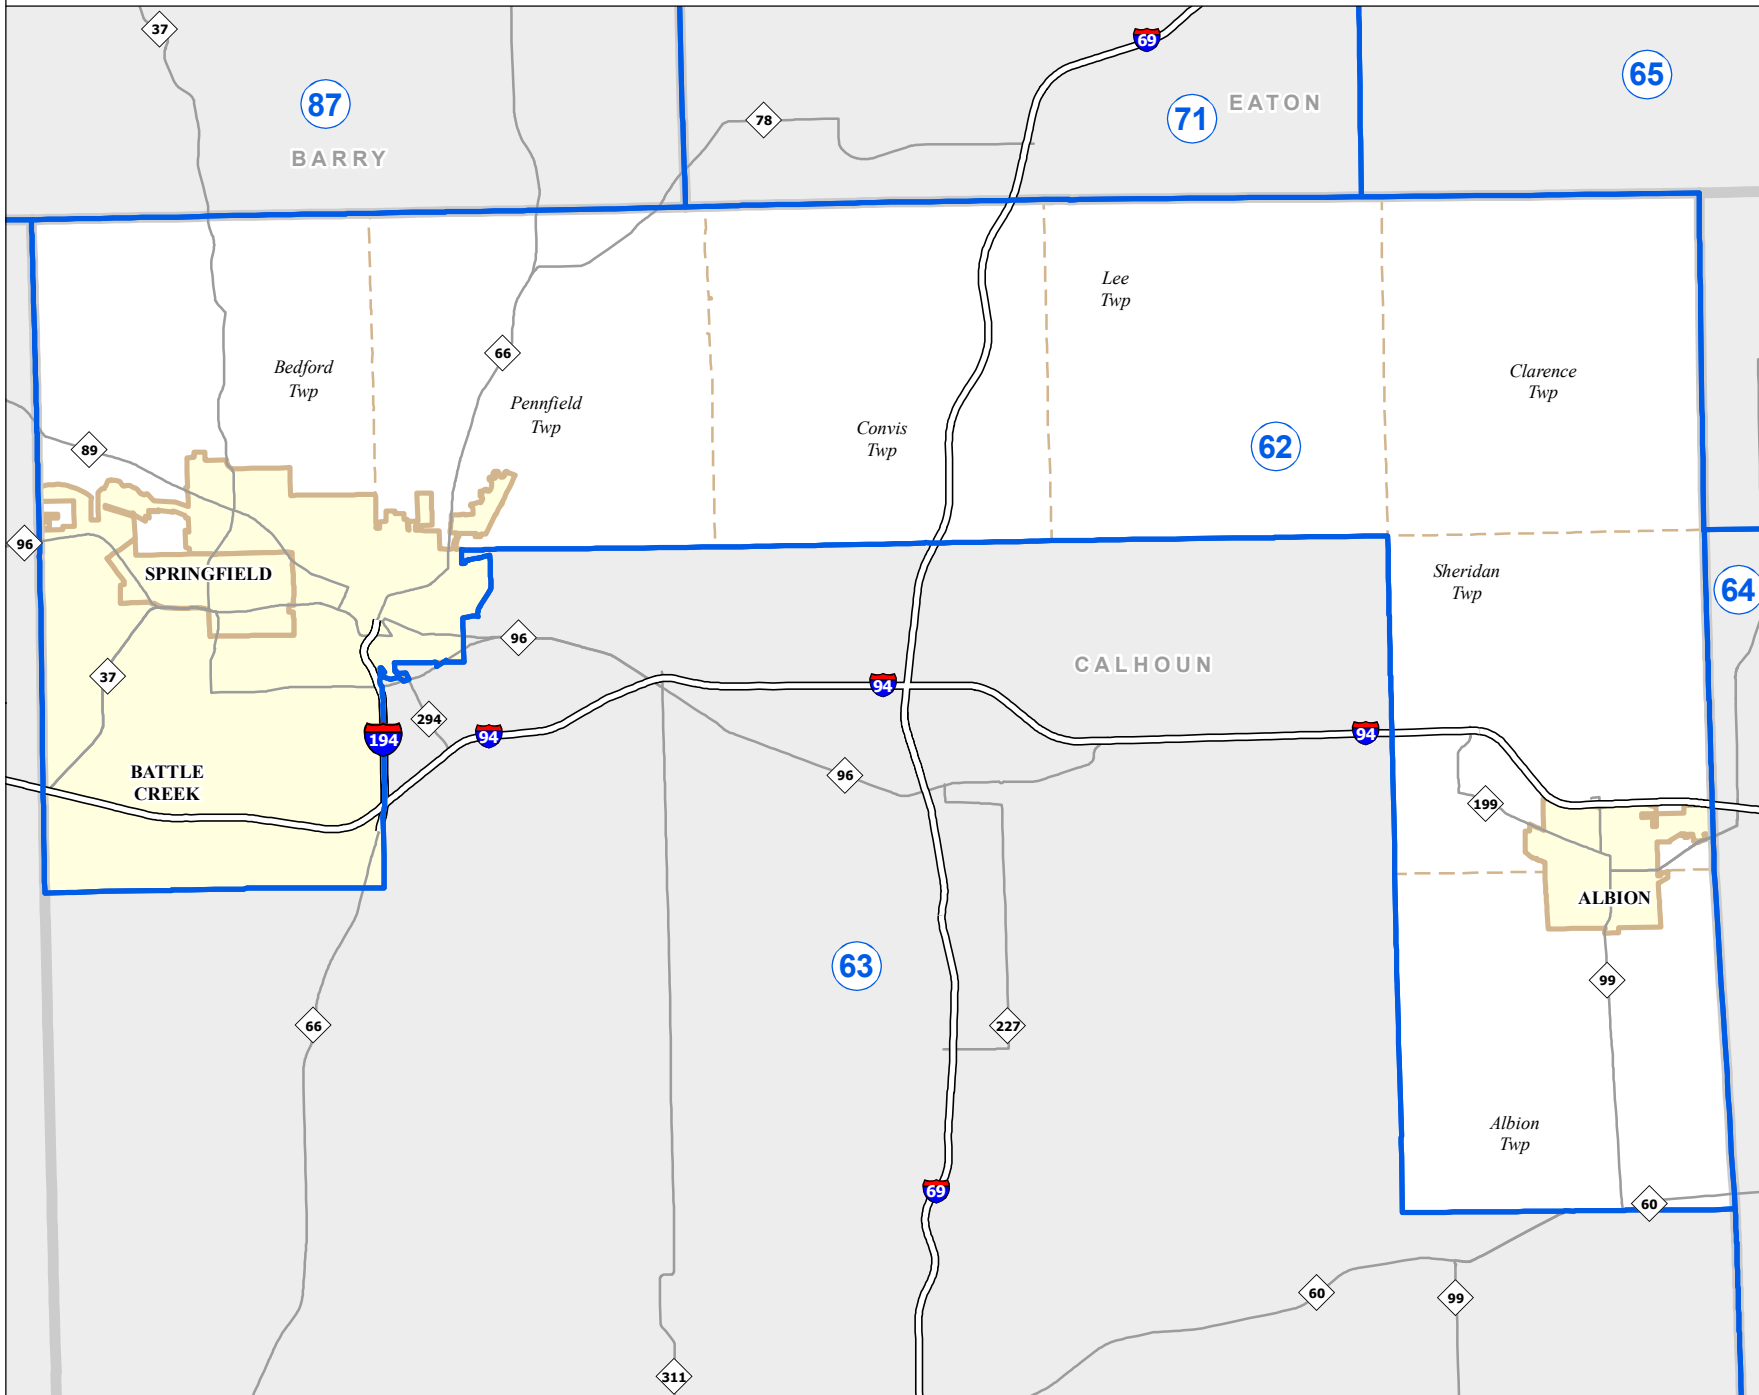 37
69
65
87
71
EATON
78
BARRY
Lee
Twp
66
Bedford
Twp
Clarence
Twp
Pennfield
Twp
Convis
Twp
62
89
96
SPRINGFIELD
Sheridan
Twp
64
96
CALHOUN
37
94
294
194
94
94
BATTLE
CREEK
96
199
ALBION
63
99
66
227
Albion
Twp
69
60
60
99
311